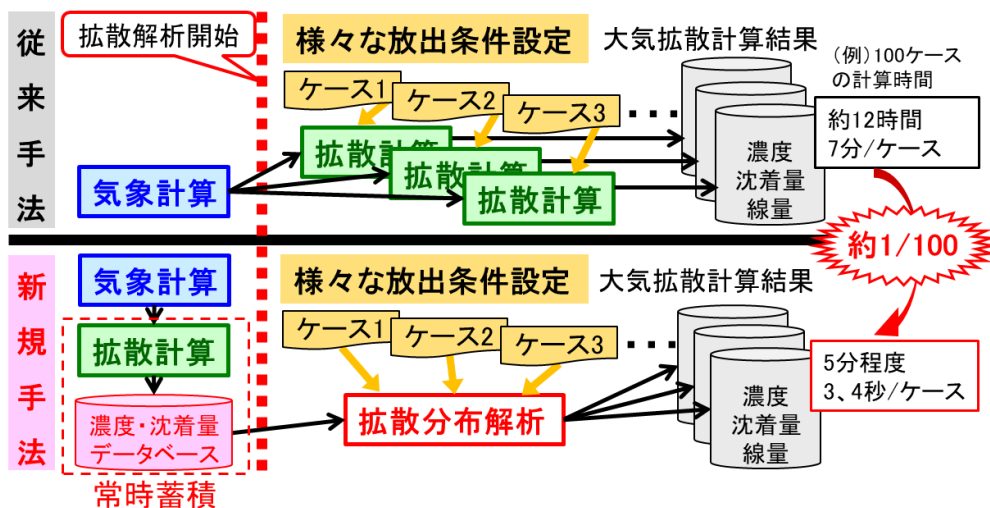 従来手法
拡散解析開始
様々な放出条件設定
大気拡散計算結果
(例)100ケース
の計算時間
ケース1
ケース2
ケース3
約12時間
7分/ケース
拡散計算
拡散計算
拡散計算
気象計算
濃度
沈着量
線量
約1/100
新規手法
気象計算
様々な放出条件設定
大気拡散計算結果
拡散計算
ケース1
ケース2
ケース3
5分程度
3、4秒/ケース
濃度・沈着量
データベース
拡散分布解析
濃度
沈着量
線量
常時蓄積